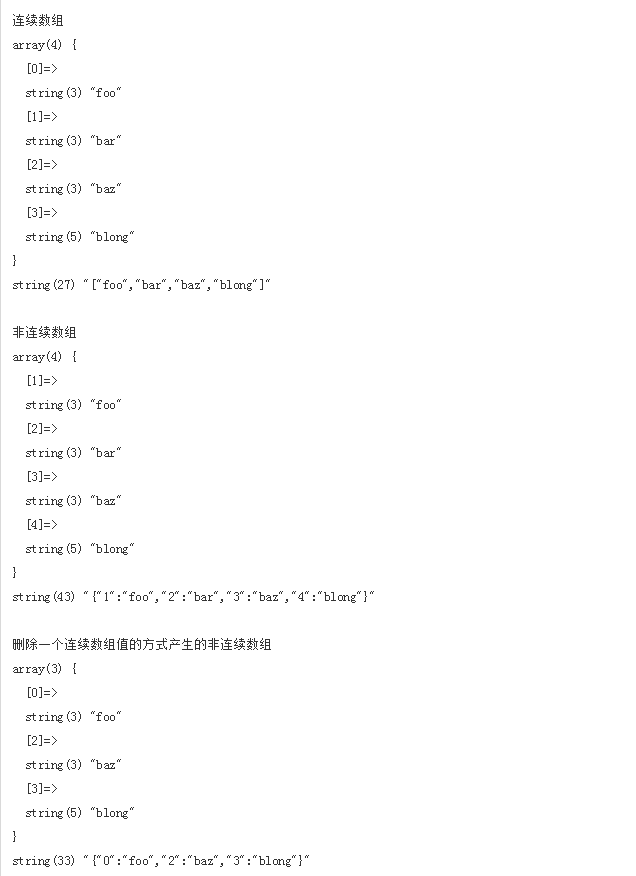 连续数组
array(4) {
  [0]=>
  string(3) "foo"
  [1]=>
  string(3) "bar"
  [2]=>
  string(3) "baz"
  [3]=>
  string(5) "blong"
}
string(27) "["foo","bar","baz","blong"]"

非连续数组
array(4) {
  [1]=>
  string(3) "foo"
  [2]=>
  string(3) "bar"
  [3]=>
  string(3) "baz"
  [4]=>
  string(5) "blong"
}
string(43) "{"1":"foo","2":"bar","3":"baz","4":"blong"}"

删除一个连续数组值的方式产生的非连续数组
array(3) {
  [0]=>
  string(3) "foo"
  [2]=>
  string(3) "baz"
  [3]=>
  string(5) "blong"
}
string(33) "{"0":"foo","2":"baz","3":"blong"}"